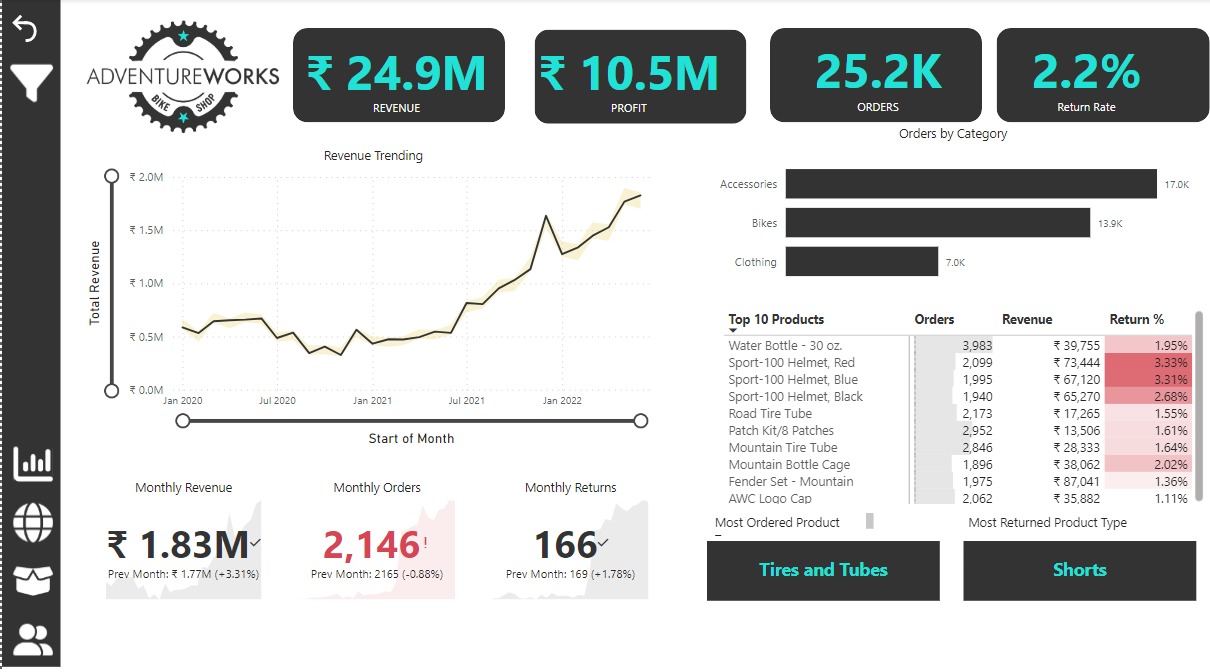 ADVENTUREWORKS
BIKE SHOP
₹ 24.9M
REVENUE
₹ 10.5M
PROFIT
25.2K
ORDERS
2.2%
Return Rate
Revenue Trending
Total Revenue
₹ 2.0M
₹ 1.5M
₹ 1.0M
₹ 0.5M
₹ 0.0M
Jan 2020 Jul 2020 Jan 2021 Jul 2021 Jan 2022
Start of Month
Orders by Category
Accessories 17.0K
Bikes 13.9K
Clothing 7.0K
Top 10 Products Orders Revenue Return %
Water Bottle - 30 oz. 3,983 ₹ 39,755 1.95%
Sport-100 Helmet, Red 2,099 ₹ 73,444 3.33%
Sport-100 Helmet, Blue 1,995 ₹ 67,120 3.31%
Sport-100 Helmet, Black 1,940 ₹ 65,270 2.68%
Road Tire Tube 2,173 ₹ 17,265 1.55%
Patch Kit/8 Patches 2,952 ₹ 13,506 1.61%
Mountain Tire Tube 2,846 ₹ 28,333 1.64%
Mountain Bottle Cage 1,896 ₹ 38,062 2.02%
Fender Set - Mountain 1,975 ₹ 87,041 1.36%
AWC Logo Cap 2,062 ₹ 35,882 1.11%
Monthly Revenue
₹ 1.83M
Prev Month: ₹ 1.77M (+3.31%)
Monthly Orders
2,146!
Prev Month: 2165 (-0.88%)
Monthly Returns
166
Prev Month: 169 (+1.78%)
Most Ordered Product
Tires and Tubes
Most Returned Product Type
Shorts